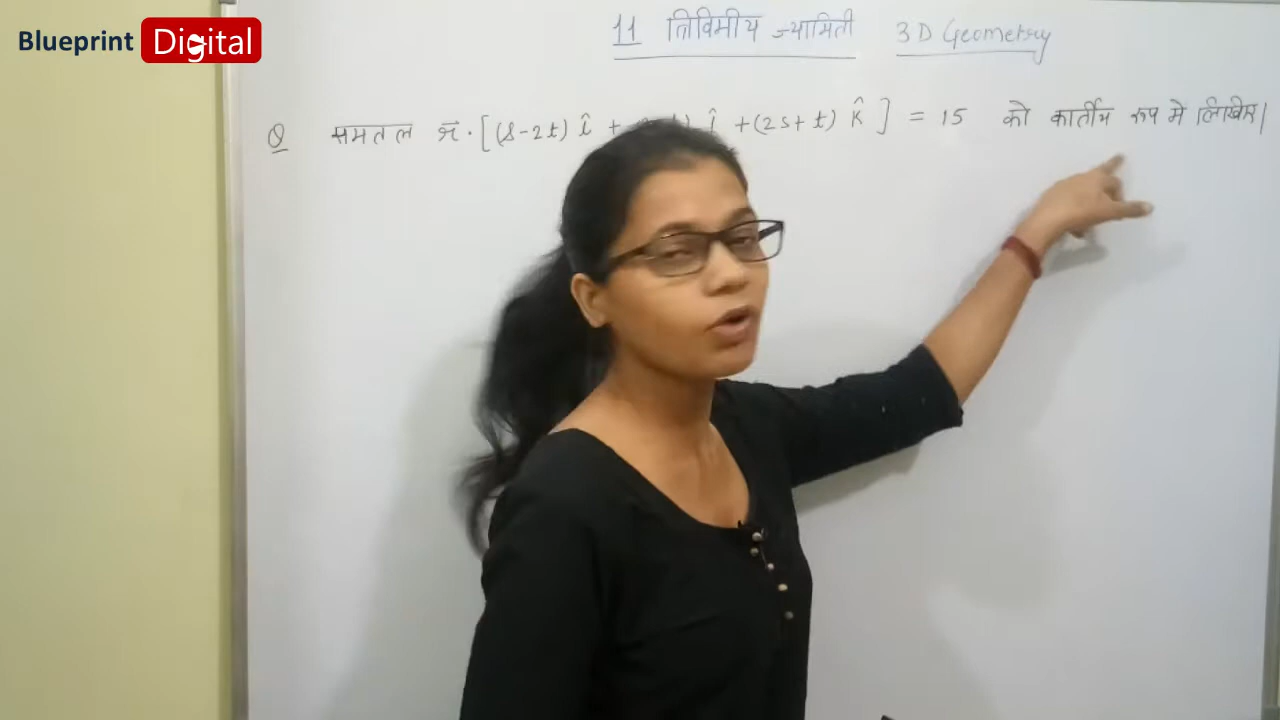 Blueprint Digital
11 त्रिविमीय ज्यामिती 3D Geometry
Q समतल r⃗ · [(s-2t) î + t) ĵ + (2s+t) k̂ ] = 15 को कार्तीय रूप मे लिखिए।